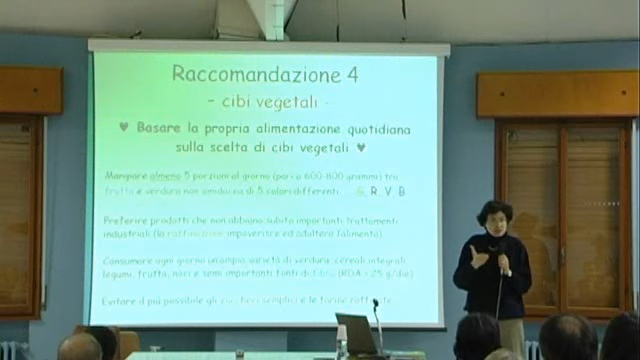 Raccomandazione 4
- cibi vegetali -
♥ Basare la propria alimentazione quotidiana
sulla scelta di cibi vegetali ♥
Mangiare almeno 5 porzioni al giorno (pari a 600-800 grammi) tra
frutta e verdura non amidacea di 5 colori differenti ... G, R, V, B
Preferire prodotti che non abbiano subito importanti trattamenti
industriali (la raffinazione impoverisce ed adultera l'alimento)
Consumare ogni giorno un'ampia varietà di verdura, cereali integrali,
legumi, frutta, noci e semi importanti fonti di fibra (RDA > 25 g/die)
Evitare il più possibile gli zuccheri semplici e le farine raffinate